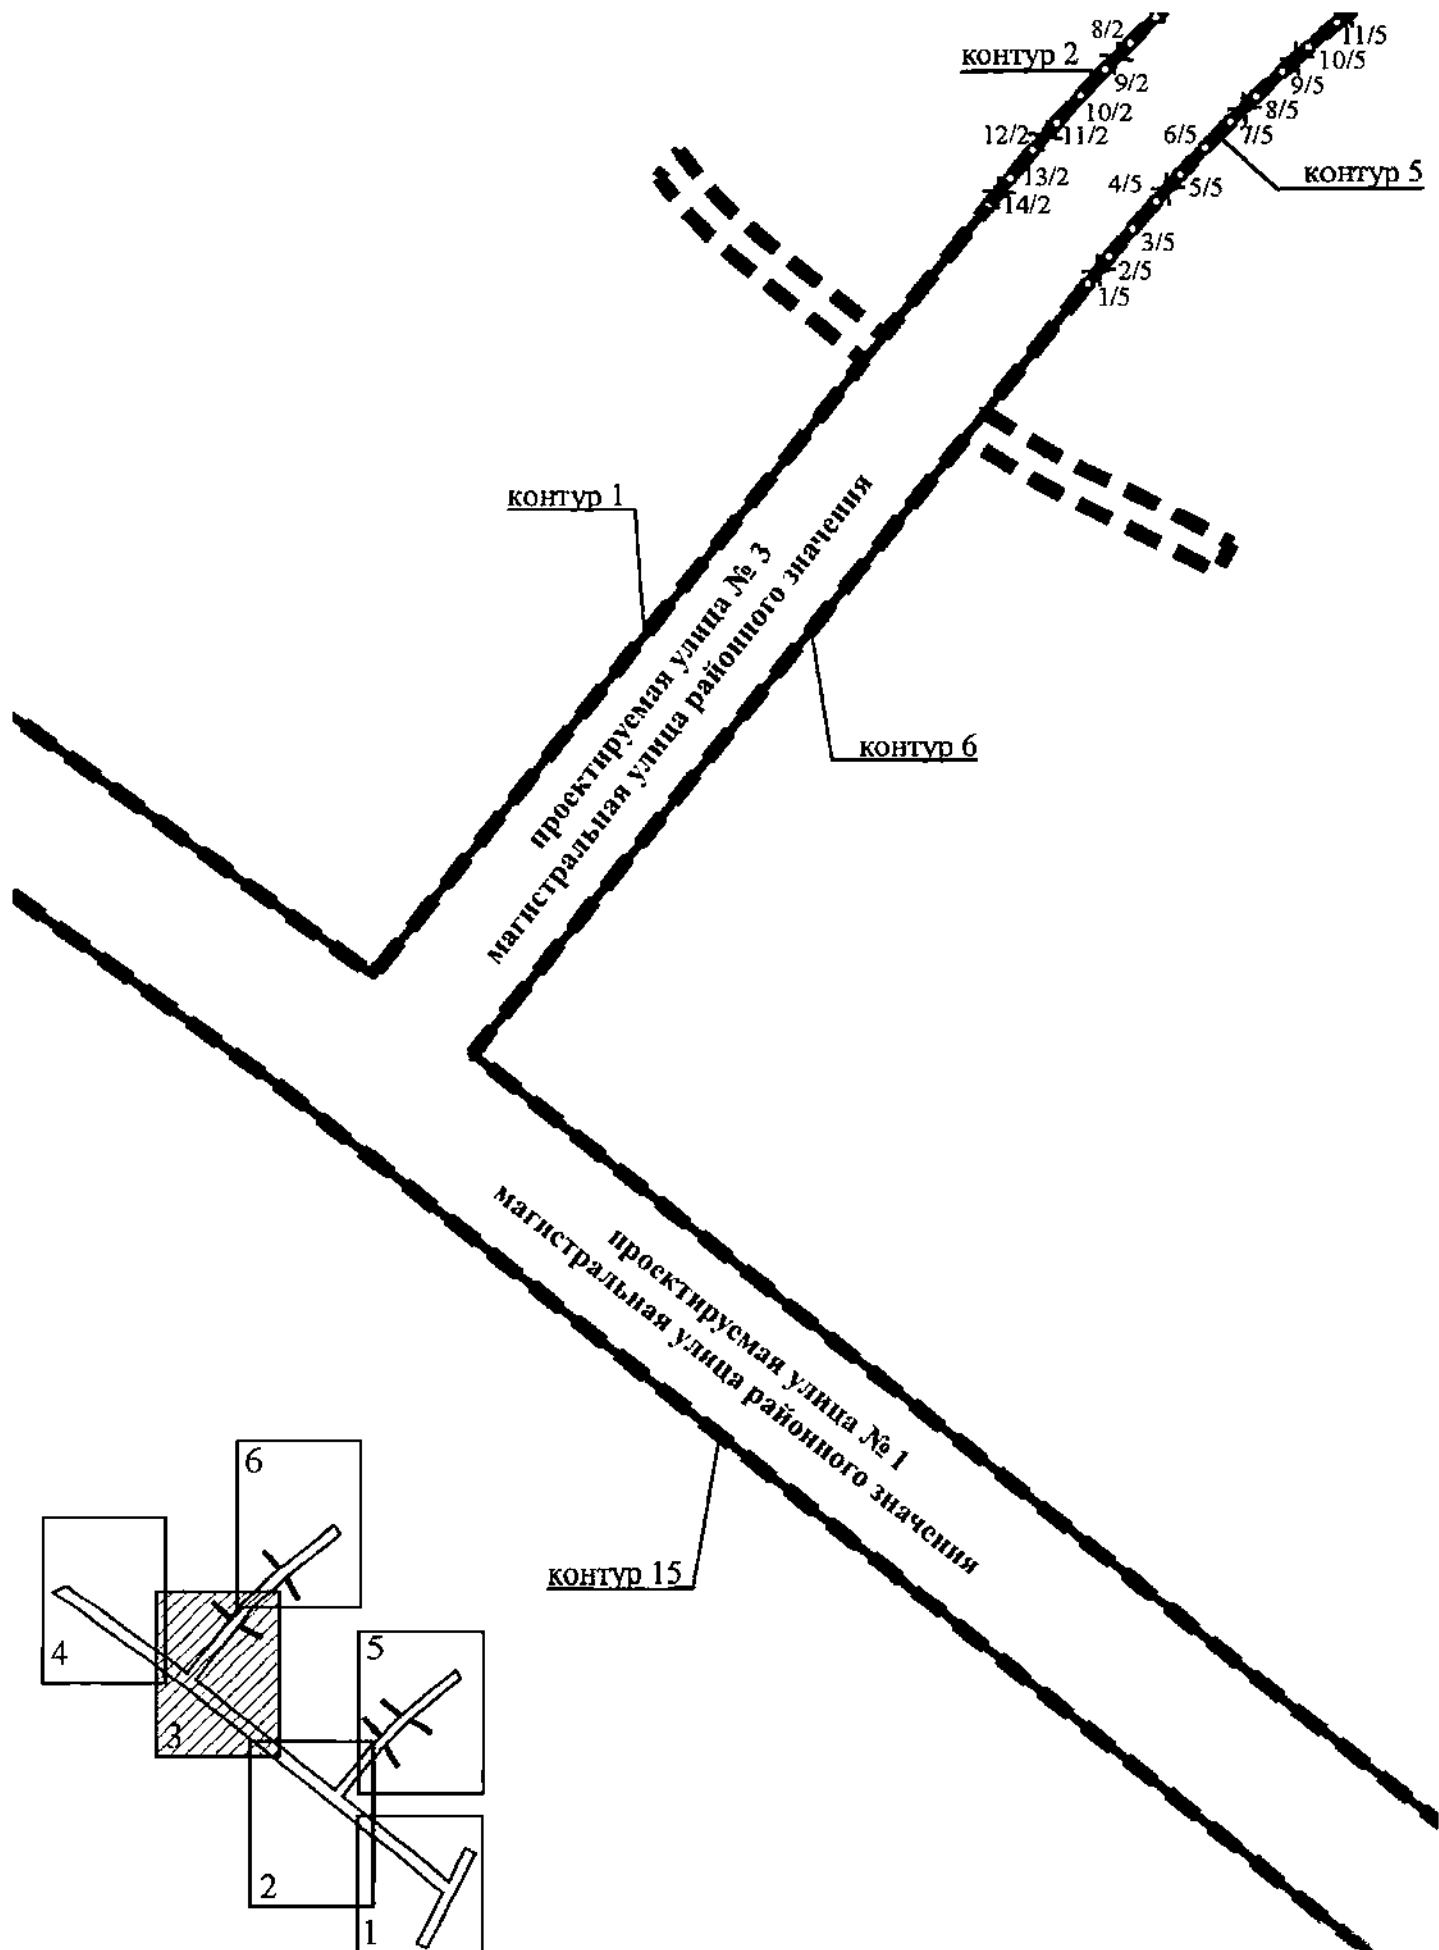 8/2
контур 2
9/2
10/2
12/2
11/2
13/2
14/2
11/5
10/5
9/5
8/5
6/5
7/5
контур 5
4/5
5/5
3/5
2/5
1/5
контур 1
проектируемая улица № 3
магистральная улица районного значения
контур 6
проектируемая улица № 1
магистральная улица районного значения
контур 15
6
4
5
3
2
1